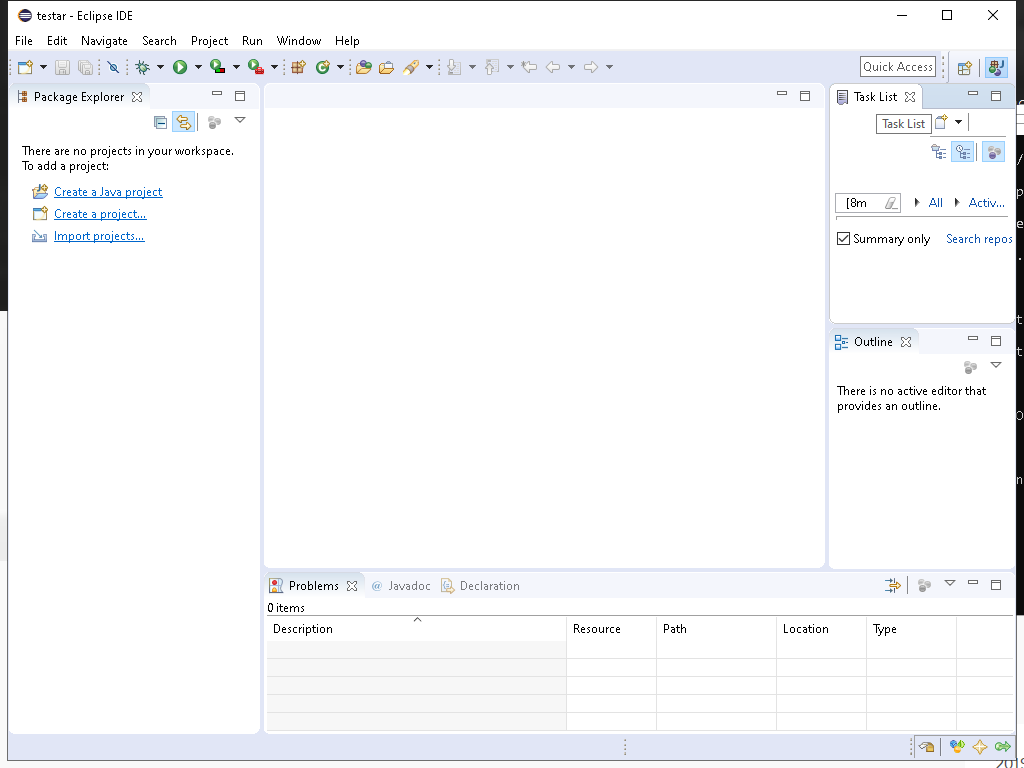 testar - Eclipse IDE
File Edit Navigate Search Project Run Window Help
Quick Access
Package Explorer
There are no projects in your workspace.
To add a project:
Create a Java project
Create a project...
Import projects...
Task List
Task List
[8m All Activ...
Summary only Search repos
Outline
There is no active editor that
provides an outline.
Problems @ Javadoc Declaration
0 items
Description Resource Path Location Type
2019